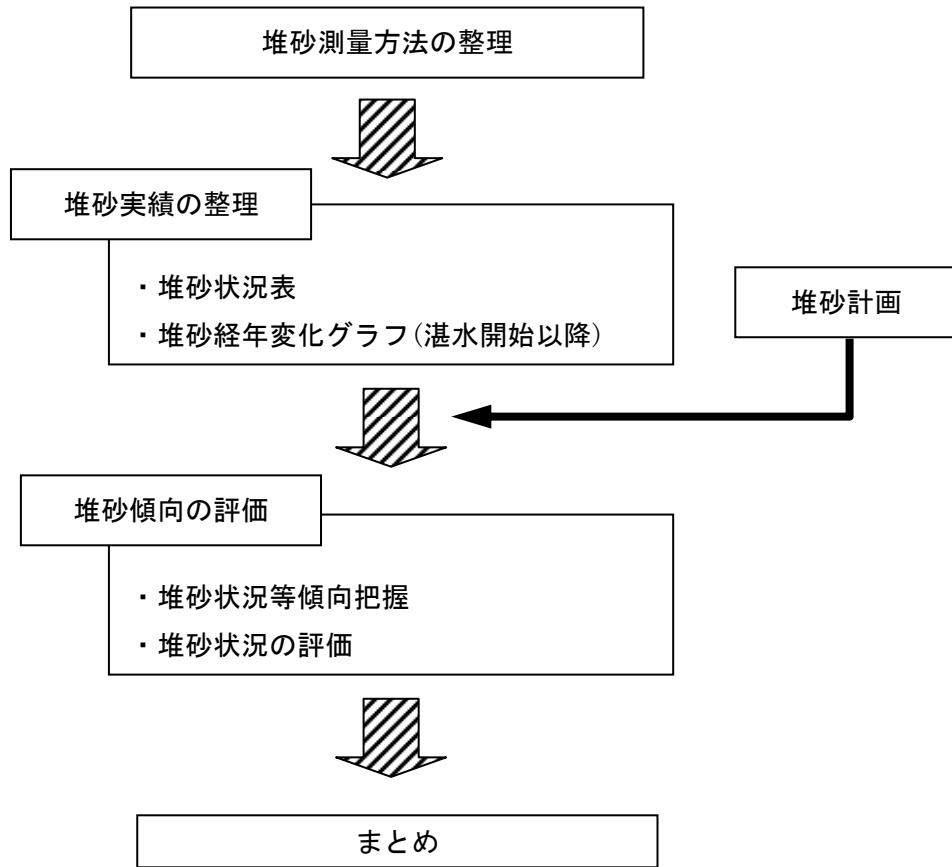 堆砂測量方法の整理
堆砂実績の整理
・堆砂状況表
・堆砂経年変化グラフ(湛水開始以降)
堆砂計画
堆砂傾向の評価
・堆砂状況等傾向把握
・堆砂状況の評価
まとめ